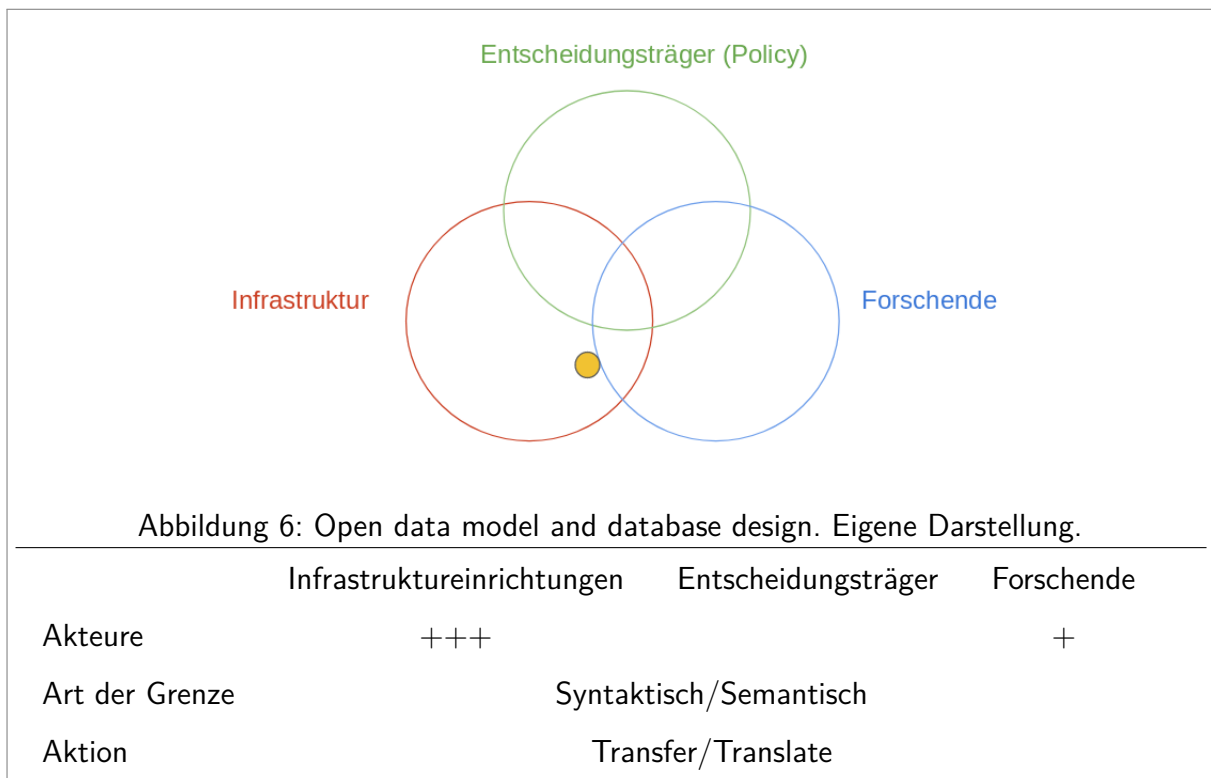 Entscheidungsträger (Policy)
Infrastruktur
Forschende
Abbildung 6: Open data model and database design. Eigene Darstellung.
Infrastruktureinrichtungen Entscheidungsträger Forschende
Akteure +++ +
Art der Grenze Syntaktisch/Semantisch
Aktion Transfer/Translate